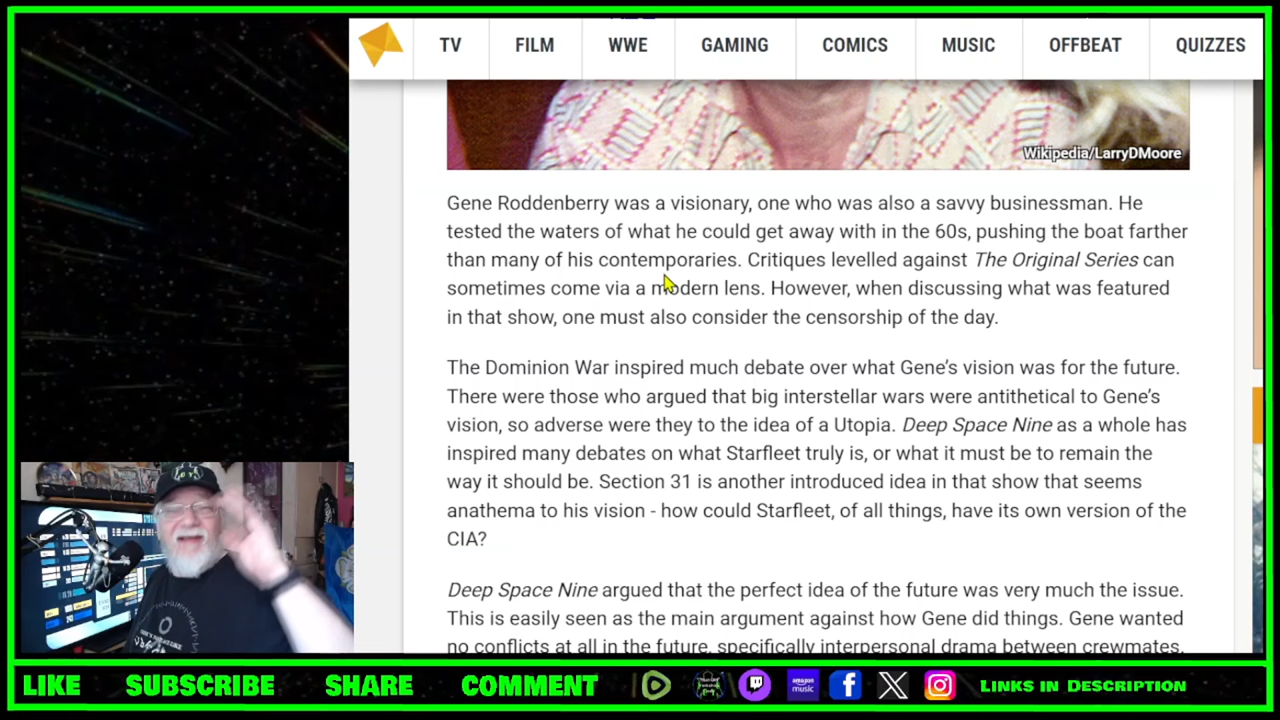 TV FILM WWE GAMING COMICS MUSIC OFFBEAT QUIZZES
Wikipedia/LarryDMoore
Gene Roddenberry was a visionary, one who was also a savvy businessman. He
tested the waters of what he could get away with in the 60s, pushing the boat farther
than many of his contemporaries. Critiques levelled against The Original Series can
sometimes come via a modern lens. However, when discussing what was featured
in that show, one must also consider the censorship of the day.
The Dominion War inspired much debate over what Gene's vision was for the future.
There were those who argued that big interstellar wars were antithetical to Gene's
vision, so adverse were they to the idea of a Utopia. Deep Space Nine as a whole has
inspired many debates on what Starfleet truly is, or what it must be to remain the
way it should be. Section 31 is another introduced idea in that show that seems
anathema to his vision - how could Starfleet, of all things, have its own version of the
CIA?
Deep Space Nine argued that the perfect idea of the future was very much the issue.
This is easily seen as the main argument against how Gene did things. Gene wanted
no conflicts at all in the future, specifically interpersonal drama between crewmates.
LIKE SUBSCRIBE SHARE COMMENT amazon music Links in Description